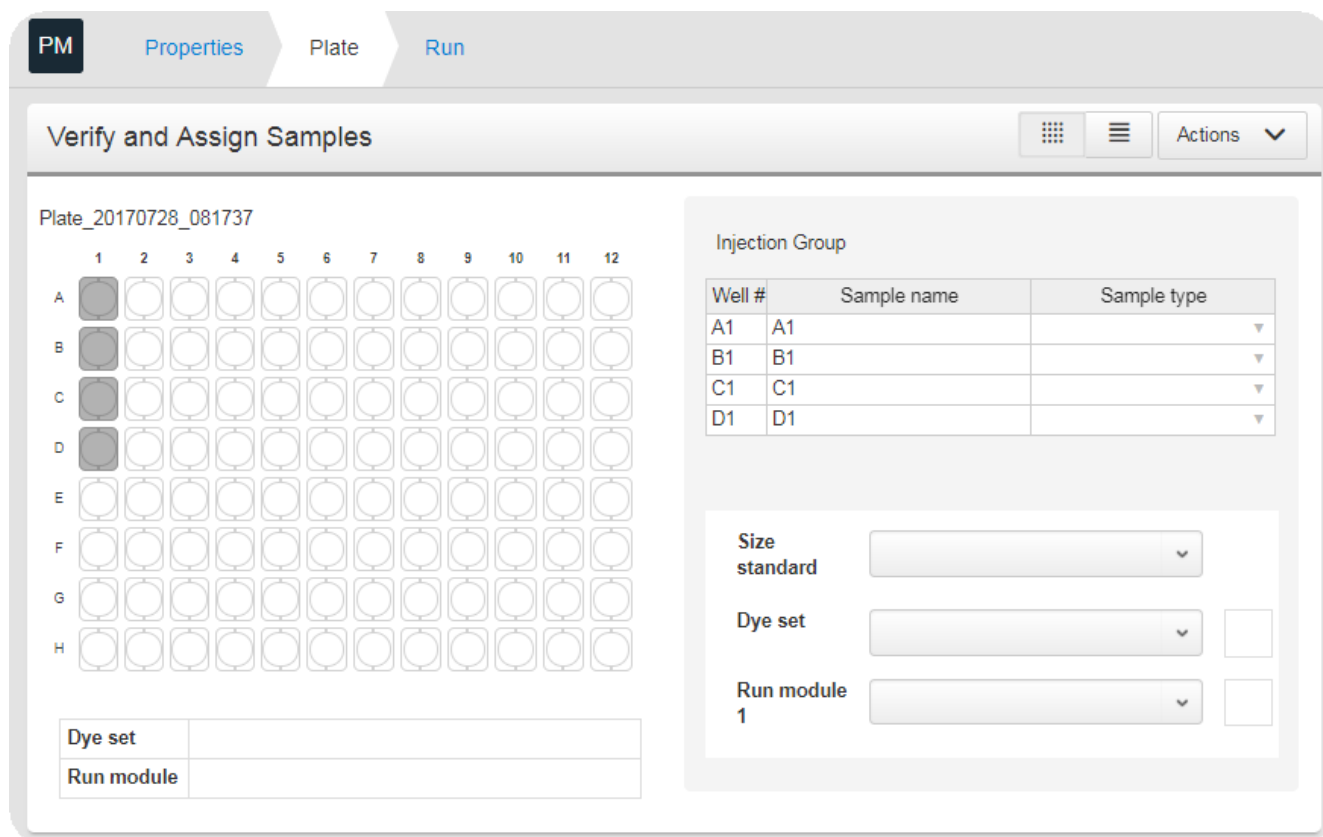 PM Properties Plate Run
Verify and Assign Samples Actions
Plate_20170728_081737
1 2 3 4 5 6 7 8 9 10 11 12
A
B
C
D
E
F
G
H
Dye set
Run module
Injection Group
Well # Sample name Sample type
A1 A1
B1 B1
C1 C1
D1 D1
Size
standard
Dye set
Run module
1